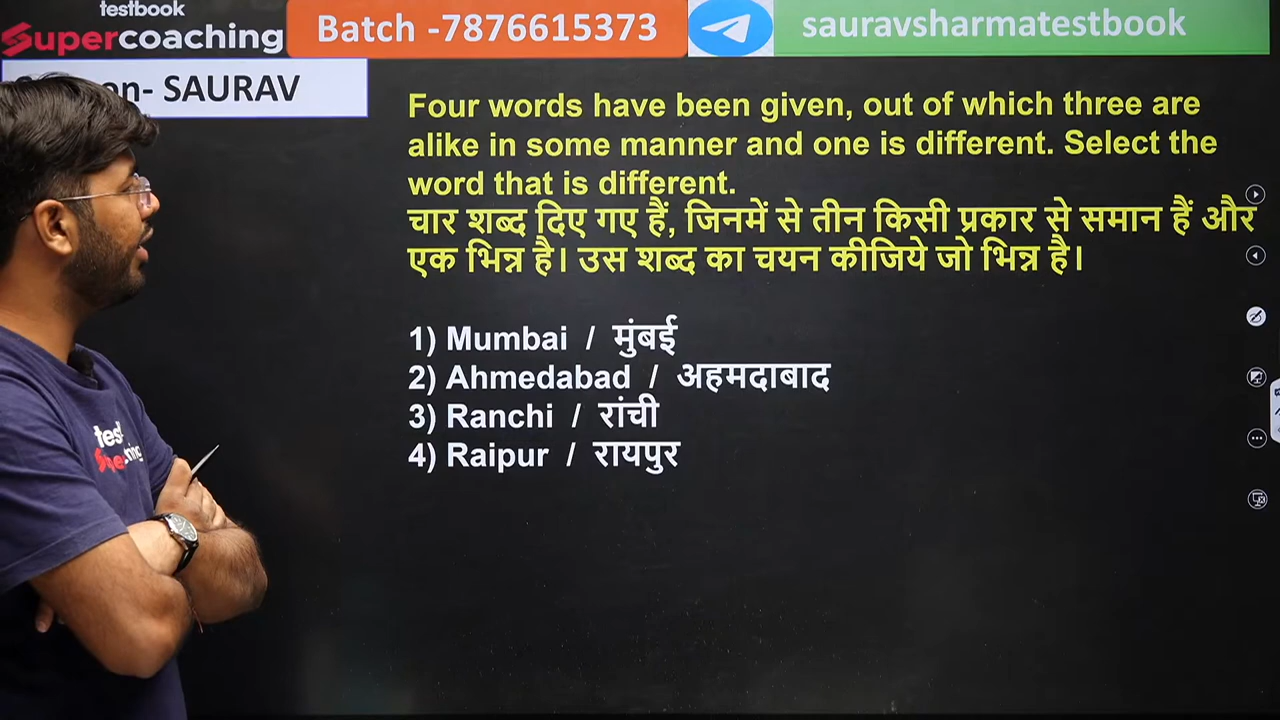 testbook
Supercoaching
Batch -7876615373
sauravsharmatestbook
on- SAURAV
Four words have been given, out of which three are
alike in some manner and one is different. Select the
word that is different.
चार शब्द दिए गए हैं, जिनमें से तीन किसी प्रकार से समान हैं और
एक भिन्न है। उस शब्द का चयन कीजिये जो भिन्न है।
1) Mumbai / मुंबई
2) Ahmedabad / अहमदाबाद
3) Ranchi / रांची
4) Raipur / रायपुर